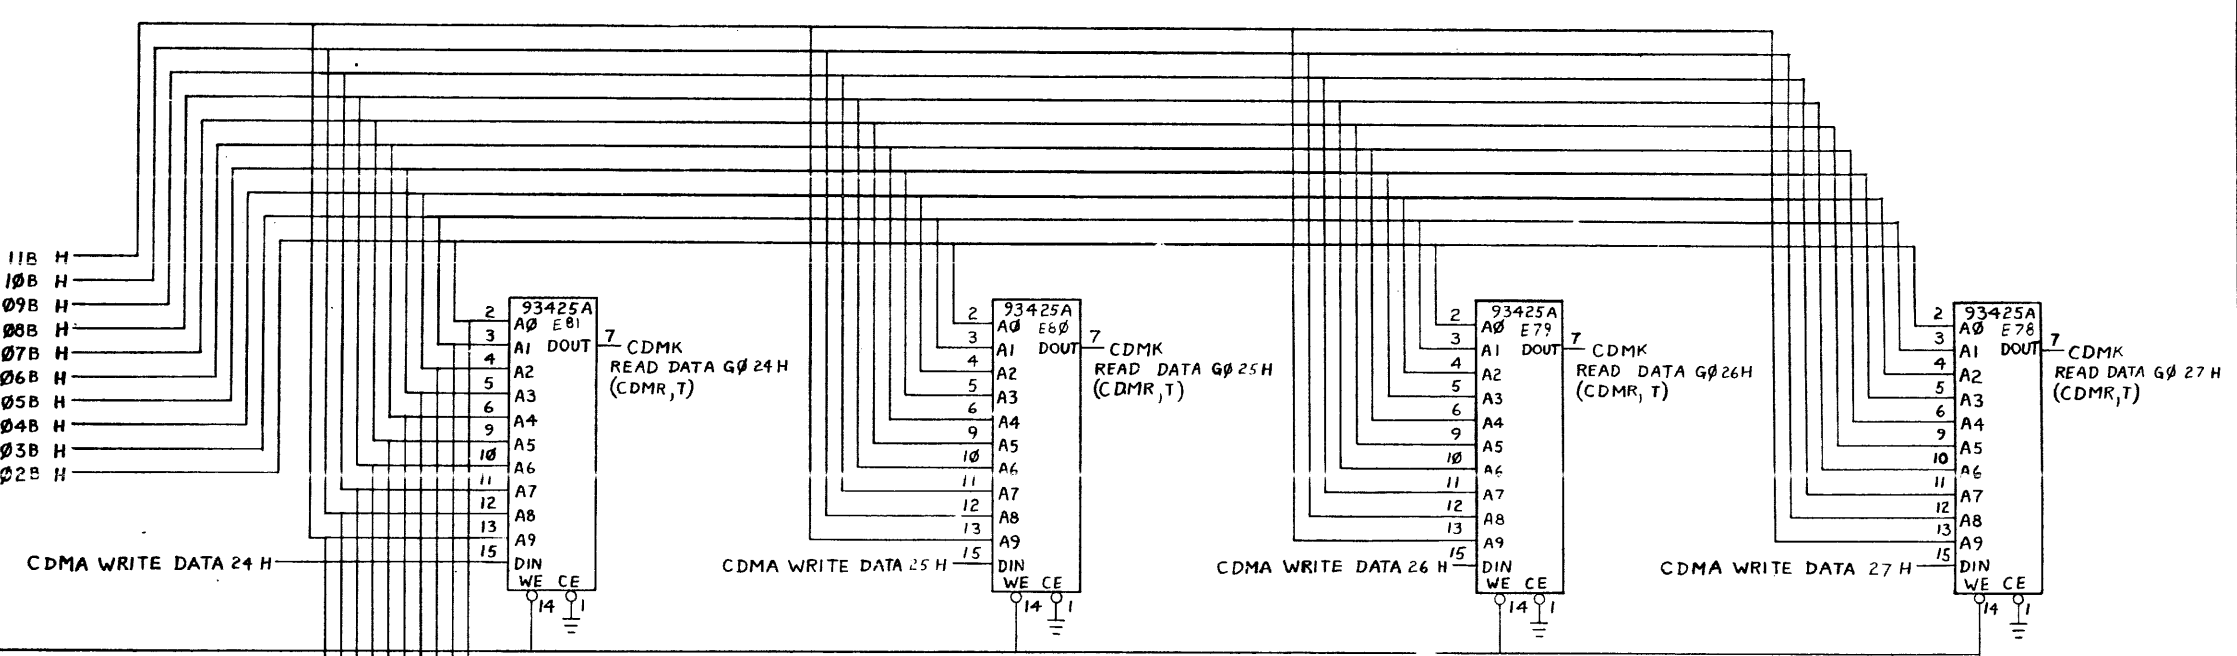 11B H
1ØB H
Ø9B H
Ø8B H
Ø7B H
Ø6B H
Ø5B H
Ø4B H
Ø3B H
Ø2B H
93425A
E81
2 AØ
3 A1
4 A2
5 A3
6 A4
9 A5
1Ø A6
11 A7
12 A8
13 A9
15 DIN
DOUT 7
WE CE
14 1
CDMK
READ DATA GØ 24 H
(CDMR,T)
CDMA WRITE DATA 24 H
93425A
E8Ø
2 AØ
3 A1
4 A2
5 A3
6 A4
9 A5
1Ø A6
11 A7
12 A8
13 A9
15 DIN
DOUT 7
WE CE
14 1
CDMK
READ DATA GØ 25 H
(CDMR,T)
CDMA WRITE DATA 25 H
93425A
E79
2 AØ
3 A1
4 A2
5 A3
6 A4
9 A5
1Ø A6
11 A7
12 A8
13 A9
15 DIN
DOUT 7
WE CE
14 1
CDMK
READ DATA GØ 26 H
(CDMR, T)
CDMA WRITE DATA 26 H
93425A
E78
2 AØ
3 A1
4 A2
5 A3
6 A4
9 A5
10 A6
11 A7
12 A8
13 A9
15 DIN
DOUT 7
WE CE
14 1
CDMK
READ DATA GØ 27 H
(CDMR,T)
CDMA WRITE DATA 27 H